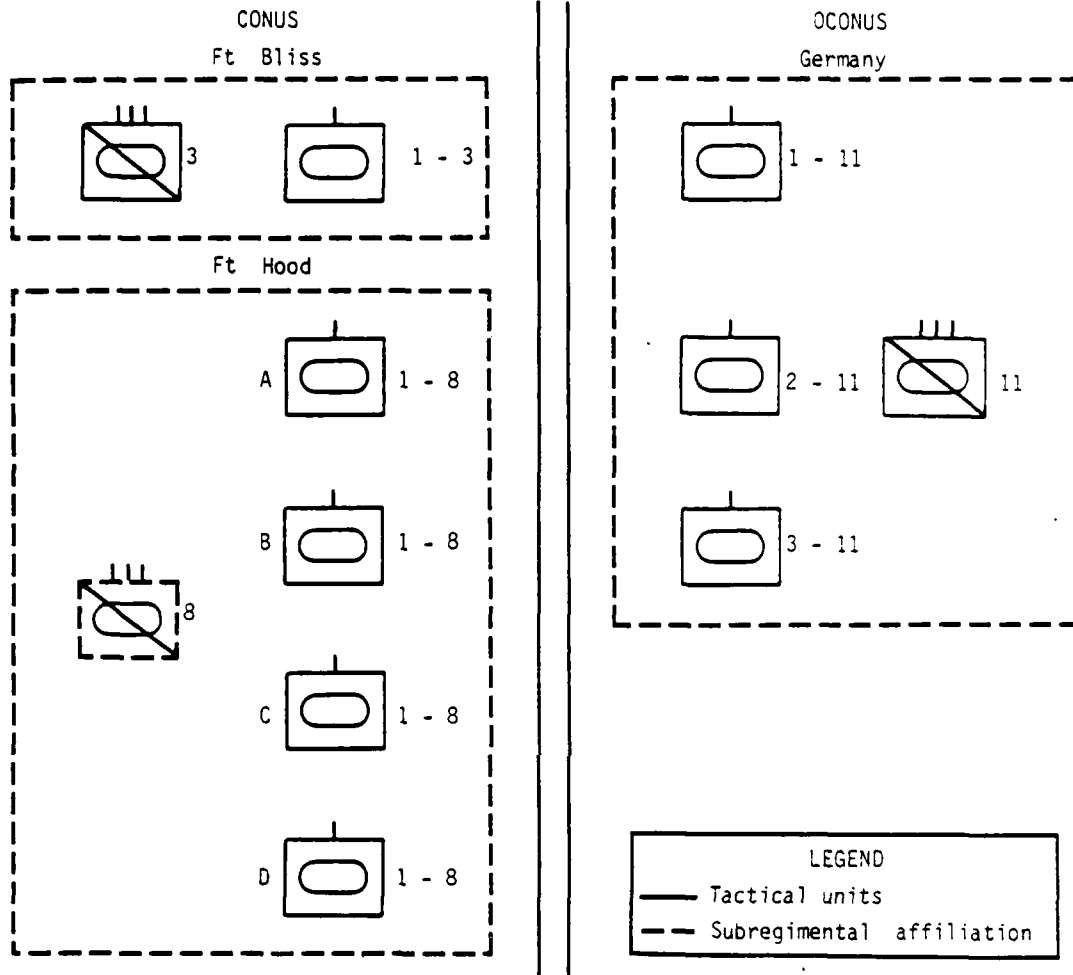 CONUS
Ft Bliss
3
1 - 3
Ft Hood
A 1 - 8
B 1 - 8
8
C 1 - 8
D 1 - 8
OCONUS
Germany
1 - 11
2 - 11
11
3 - 11
LEGEND
Tactical units
Subregimental affiliation